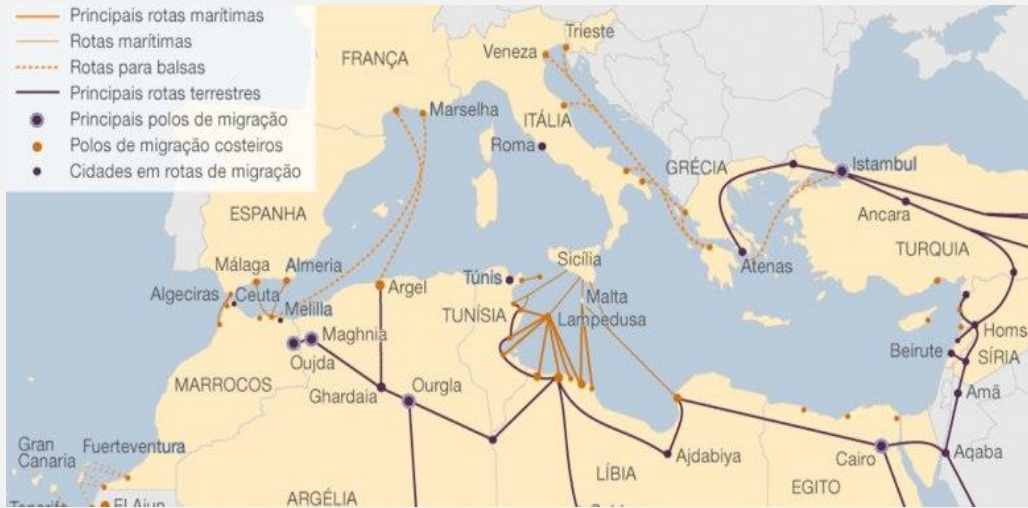 Principais rotas marítimas
Rotas marítimas
Rotas para balsas
Principais rotas terrestres
Principais polos de migração
Polos de migração costeiros
Cidades em rotas de migração
Trieste
Veneza
FRANÇA
Marselha
ITÁLIA
Roma
GRÉCIA
Istambul
ESPANHA
Ancara
TURQUIA
Atenas
Málaga
Almeria
Sicília
Túnis
Argel
Algeciras
Ceuta
Melilla
Malta
TUNÍSIA
Lampedusa
Maghnia
Homs
Oujda
Beirute
SÍRIA
MARROCOS
Ghardaia
Ourgla
Amã
Gran
Canaria
Fuerteventura
Ajdabiya
Cairo
Aqaba
LÍBIA
EGITO
ARGÉLIA
Tenerife
El Ajun